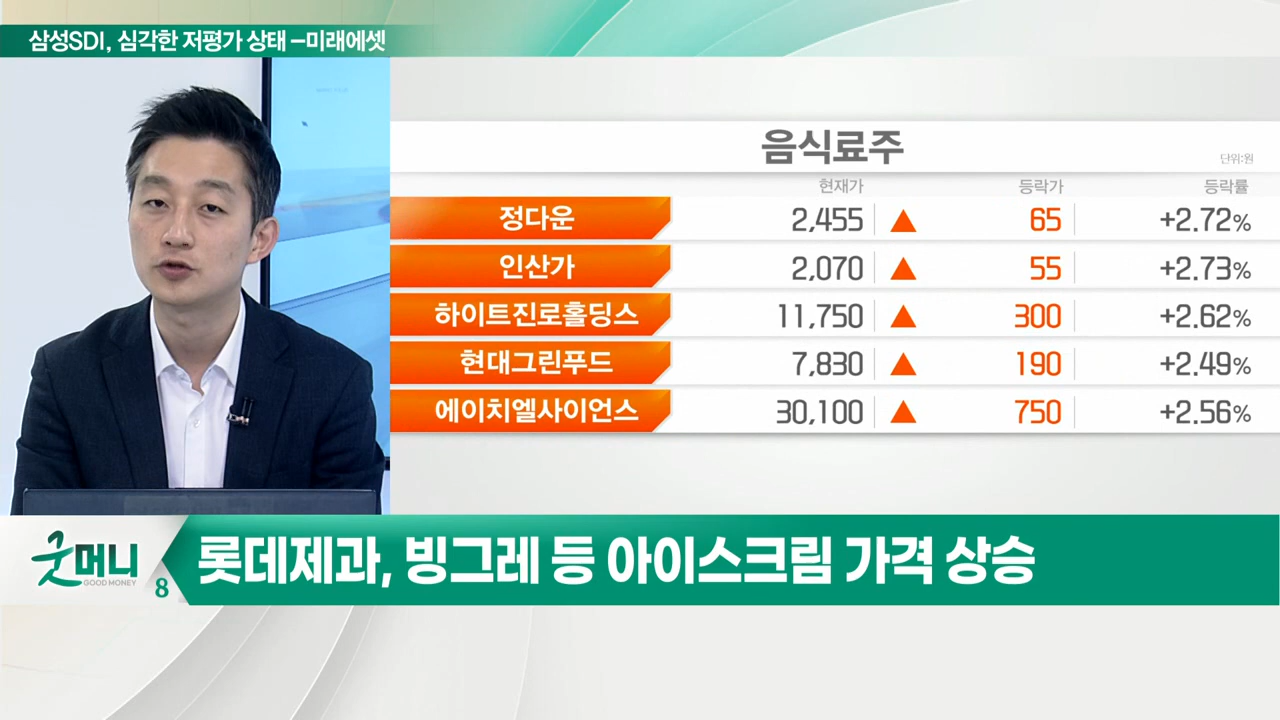 삼성SDI, 심각한 저평가 상태 –미래에셋
음식료주
단위:원
현재가 등락가 등락률
정다운 2,455 ▲ 65 +2.72%
인산가 2,070 ▲ 55 +2.73%
하이트진로홀딩스 11,750 ▲ 300 +2.62%
현대그린푸드 7,830 ▲ 190 +2.49%
에이치엘사이언스 30,100 ▲ 750 +2.56%
굿머니
GOOD MONEY
8
롯데제과, 빙그레 등 아이스크림 가격 상승